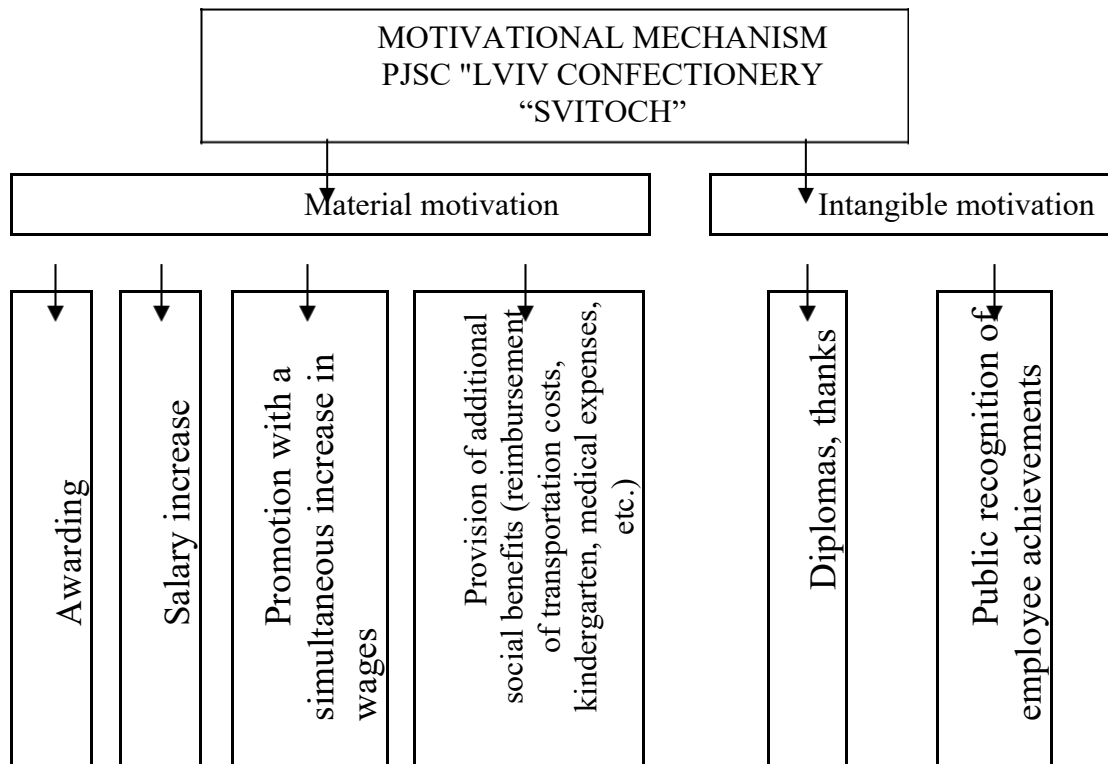 MOTIVATIONAL MECHANISM
PJSC "LVIV CONFECTIONERY
“SVITOCH”
Material motivation
Intangible motivation
Awarding
Salary increase
Promotion with a
simultaneous increase in
wages
Provision of additional
social benefits (reimbursement
of transportation costs,
kindergarten, medical expenses,
etc.)
Diplomas, thanks
Public recognition of
employee achievements